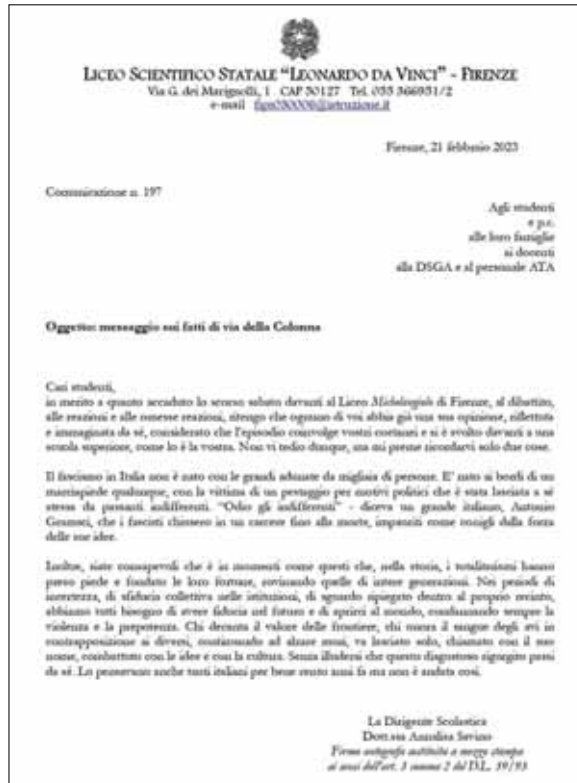 LICEO SCIENTIFICO STATALE “LEONARDO DA VINCI” - FIRENZE
Via G. dei Marignolli, 1 CAP 50127 Tel. 055 366951/2
e-mail
Firenze, 21 febbraio 2023
Comunicazione n. 197
Agli studenti
e p.c.
alle loro famiglie
ai docenti
alla DSGA e al personale ATA
Oggetto: messaggio sui fatti di via della Colonna
Cari studenti,
in merito a quanto accaduto lo scorso sabato davanti al Liceo Michelangiolo di Firenze, al dibattito,
alle reazioni e alle omesse reazioni, ritengo che ognuno di voi abbia già una sua opinione, riflettuta
e immaginata da sé, considerato che l'episodio coinvolge vostri coetanei e si è svolto davanti a una
scuola superiore, come lo è la vostra. Non vi tedio dunque, ma mi preme ricordarvi solo due cose.
Il fascismo in Italia non è nato con le grandi adunate da migliaia di persone. E' nato ai bordi di un
marciapiede qualunque, con la vittima di un pestaggio per motivi politici che è stata lasciata a sé
stessa da passanti indifferenti. “Odio gli indifferenti” - diceva un grande italiano, Antonio
Gramsci, che i fascisti chiusero in un carcere fino alla morte, impauriti come conigli dalla forza
delle sue idee.
Inoltre, siate consapevoli che è in momenti come questi che, nella storia, i totalitarismi hanno
preso piede e fondato le loro fortune, rovinando quelle di intere generazioni. Nei periodi di
incertezza, di sfiducia collettiva nelle istituzioni, di sguardo ripiegato dentro al proprio recinto,
abbiamo tutti bisogno di avere fiducia nel futuro e di aprirci al mondo, condannando sempre la
violenza e la prepotenza. Chi decanta il valore delle frontiere, chi onora il sangue degli avi in
contrapposizione ai diversi, continuando ad alzare muri, va lasciato solo, chiamato con il suo
nome, combattuto con le idee e con la cultura. Senza illudersi che questo disgustoso rigurgito passi
da sé. Lo pensavano anche tanti italiani per bene cento anni fa ma non è andata così.
La Dirigente Scolastica
Dott.ssa Annalisa Savino
Firma autografa sostituita a mezzo stampa
ai sensi dell'art. 3 comma 2 del D.L. 39/93